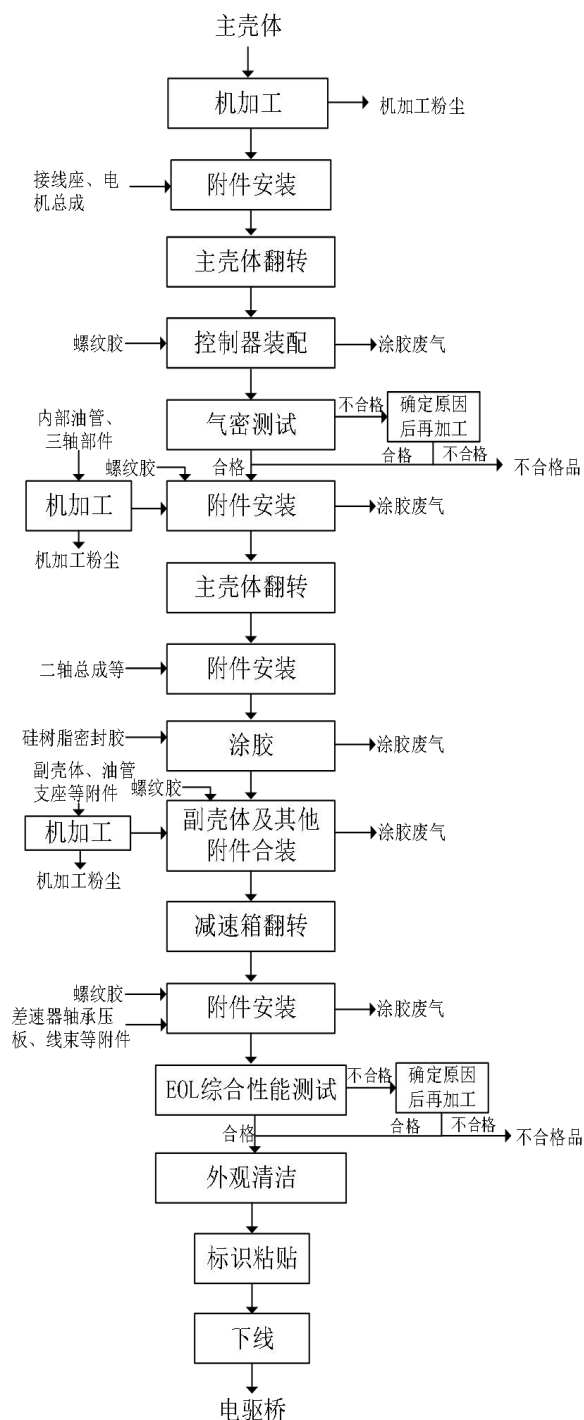 主壳体
机加工
机加工粉尘
接线座、电
机总成
附件安装
主壳体翻转
螺纹胶
控制器装配
涂胶废气
气密测试
不合格
确定原因
后再加工
合格
合格
不合格
不合格品
内部油管、
三轴部件
螺纹胶
机加工
附件安装
涂胶废气
机加工粉尘
主壳体翻转
二轴总成等
附件安装
硅树脂密封胶
涂胶
涂胶废气
副壳体、油管
支座等附件
螺纹胶
机加工
副壳体及其他
附件合装
涂胶废气
机加工粉尘
减速箱翻转
螺纹胶
差速器轴承压
板、线束等附件
附件安装
涂胶废气
EOL综合性能测试
不合格
确定原因
后再加工
合格
合格
不合格
不合格品
外观清洁
标识粘贴
下线
电驱桥